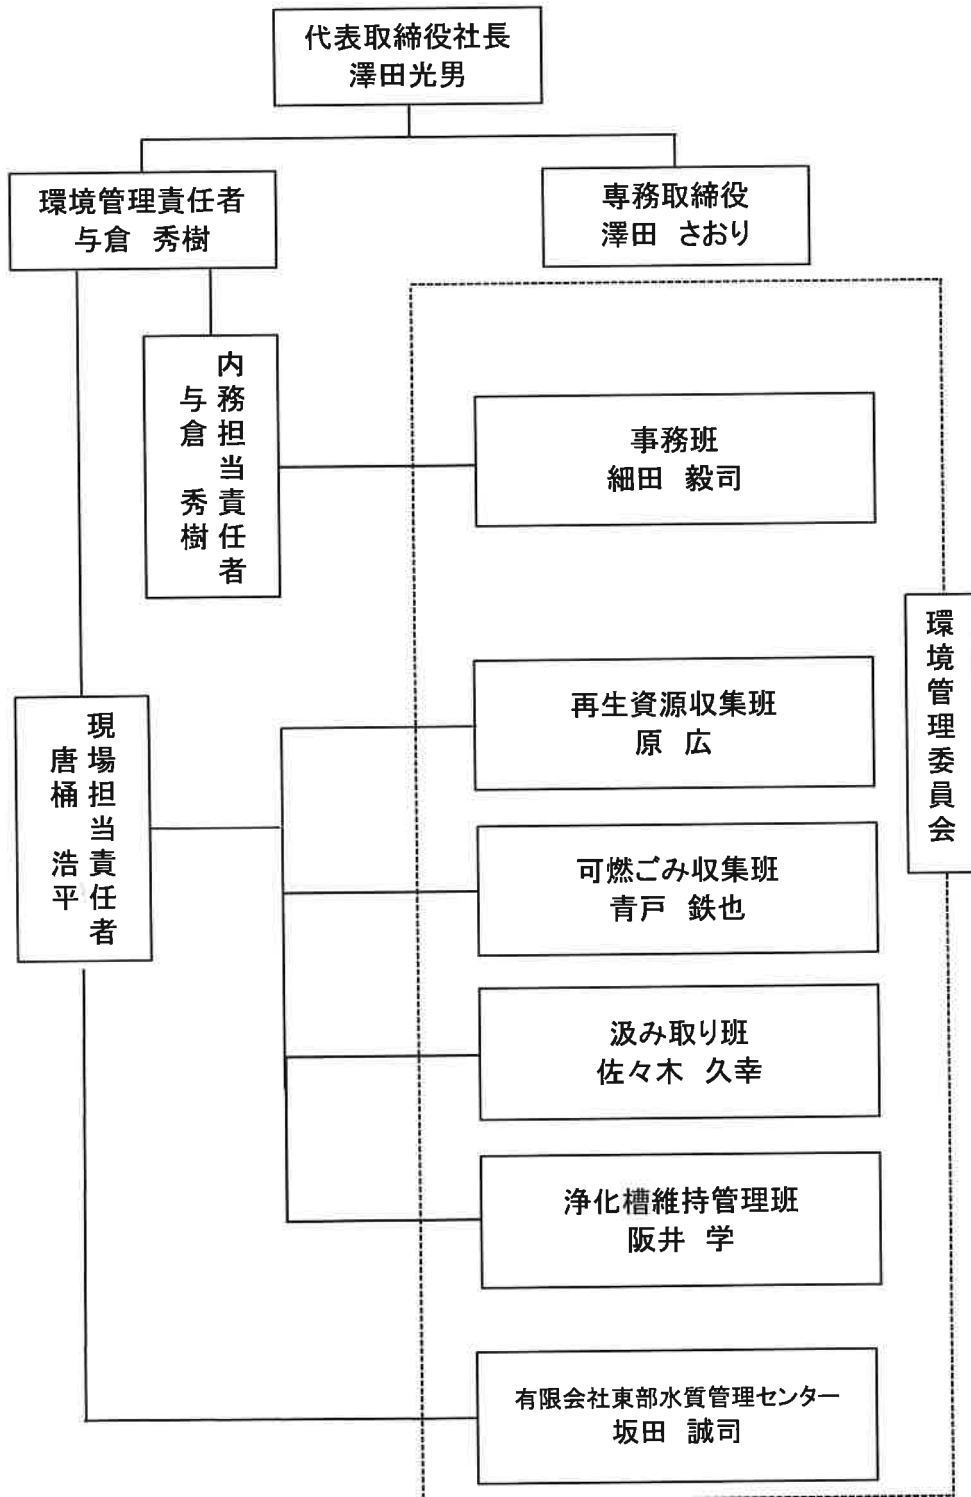 代表取締役社長
澤田光男
環境管理責任者
与倉 秀樹
専務取締役
澤田 さおり
内務担当責任者
与倉 秀樹
事務班
細田 毅司
環境管理委員会
再生資源収集班
原 広
現場担当責任者
唐桶 浩平
可燃ごみ収集班
青戸 鉄也
汲み取り班
佐々木 久幸
浄化槽維持管理班
阪井 学
有限会社東部水質管理センター
坂田 誠司